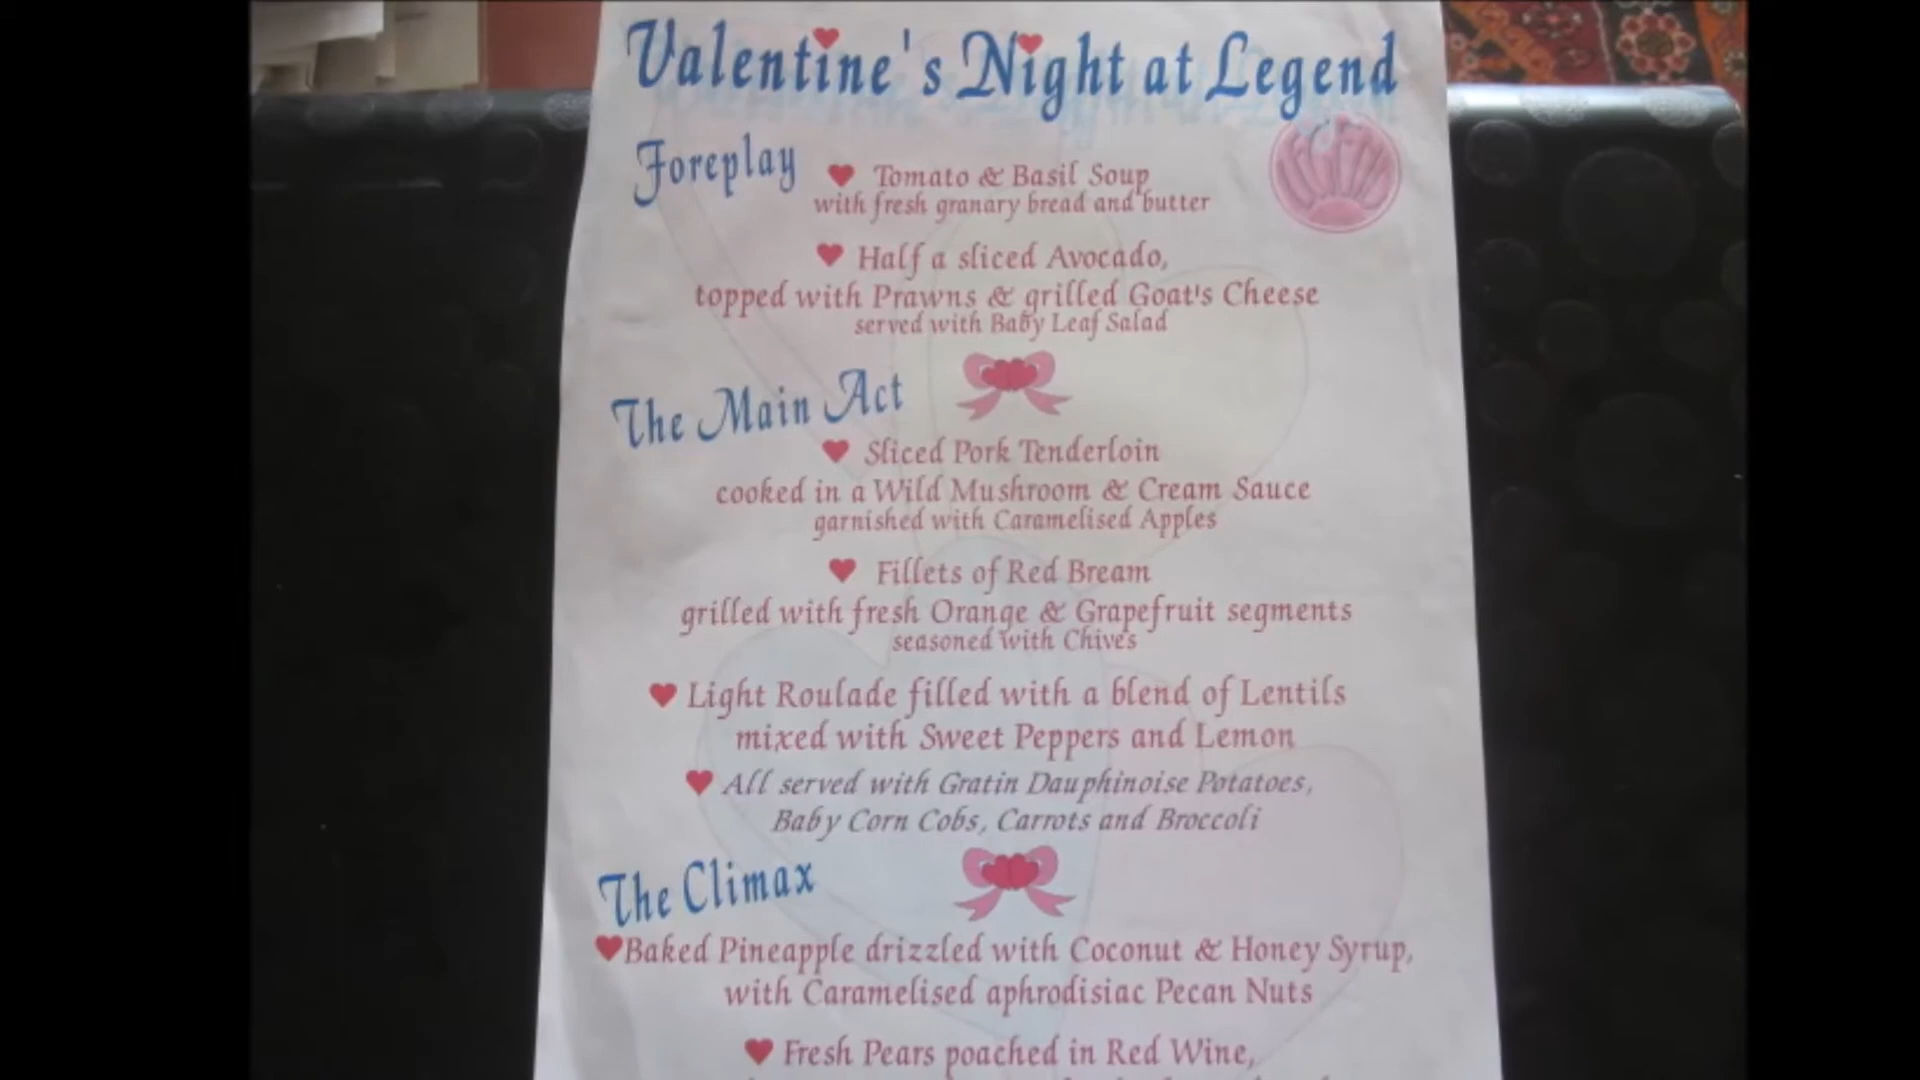 Valentine's Night at Legend
Foreplay
Tomato & Basil Soup
with fresh granary bread and butter
Half a sliced Avocado,
topped with Prawns & grilled Goat's Cheese
served with Baby Leaf Salad
The Main Act
Sliced Pork Tenderloin
cooked in a Wild Mushroom & Cream Sauce
garnished with Caramelised Apples
Fillets of Red Bream
grilled with fresh Orange & Grapefruit segments
seasoned with Chives
Light Roulade filled with a blend of Lentils
mixed with Sweet Peppers and Lemon
All served with Gratin Dauphinoise Potatoes,
Baby Corn Cobs, Carrots and Broccoli
The Climax
Baked Pineapple drizzled with Coconut & Honey Syrup,
with Caramelised aphrodisiac Pecan Nuts
Fresh Pears poached in Red Wine,